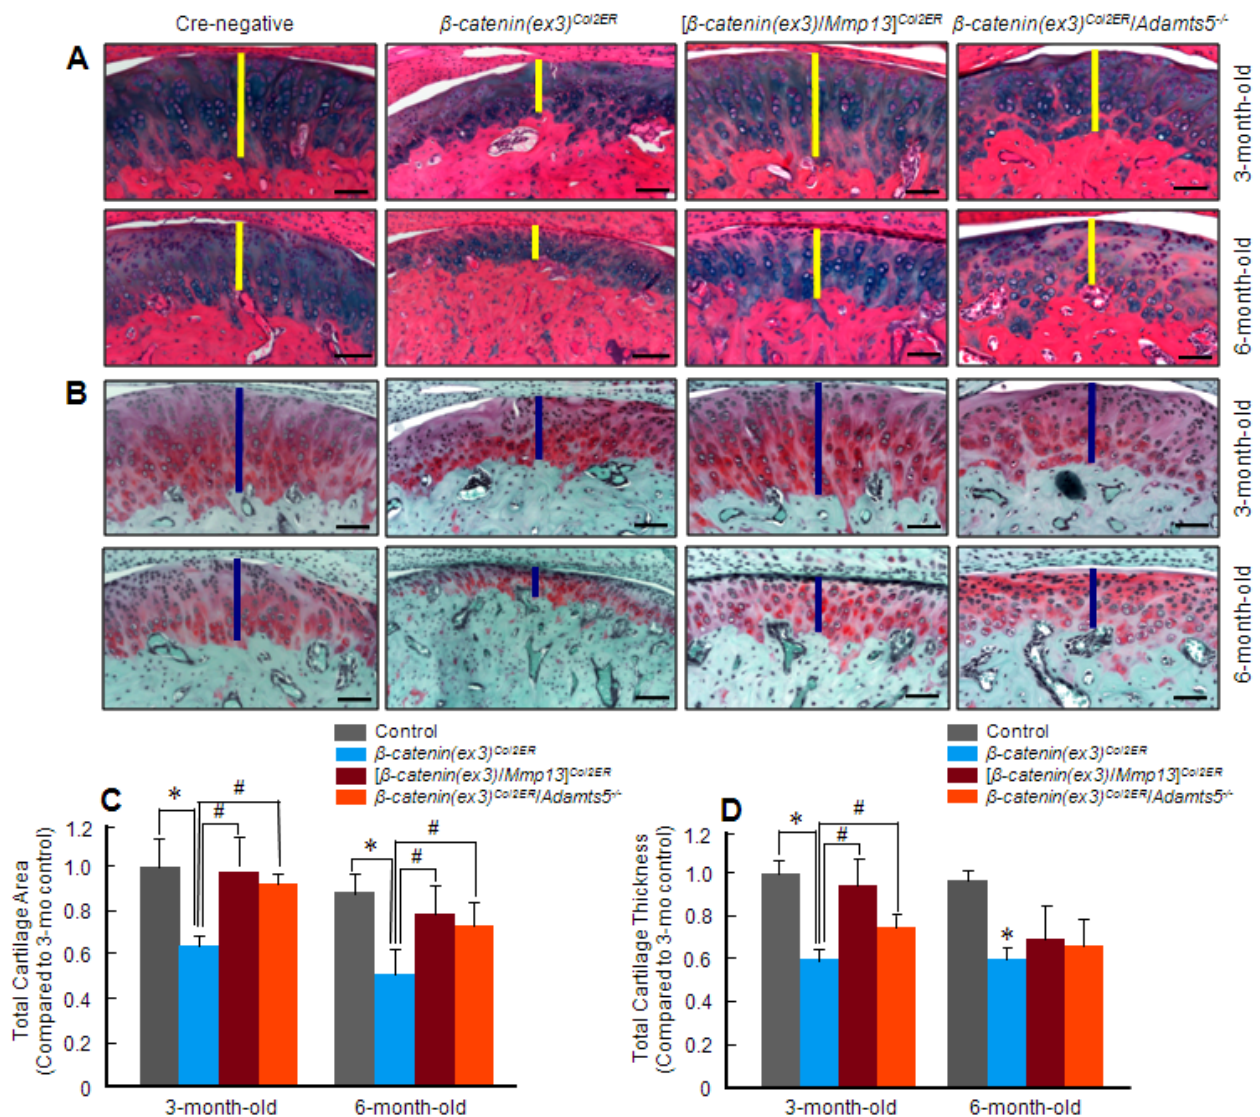 Cre-negative
β-catenin(ex3)Col2ER
[β-catenin(ex3)/Mmp13]Col2ER
β-catenin(ex3)Col2ER/Adamts5-/-
A
3-month-old
6-month-old
B
3-month-old
6-month-old
Control
β-catenin(ex3)Col2ER
[β-catenin(ex3)/Mmp13]Col2ER
β-catenin(ex3)Col2ER/Adamts5-/-
C
Total Cartilage Area
(Compared to 3-mo control)
1.2
1.0
0.8
0.6
0.4
0.2
0
* # #
* # #
3-month-old
6-month-old
Control
β-catenin(ex3)Col2ER
[β-catenin(ex3)/Mmp13]Col2ER
β-catenin(ex3)Col2ER/Adamts5-/-
D
Total Cartilage Thickness
(Compared to 3-mo control)
1.2
1.0
0.8
0.6
0.4
0.2
0
* # #
*
3-month-old
6-month-old